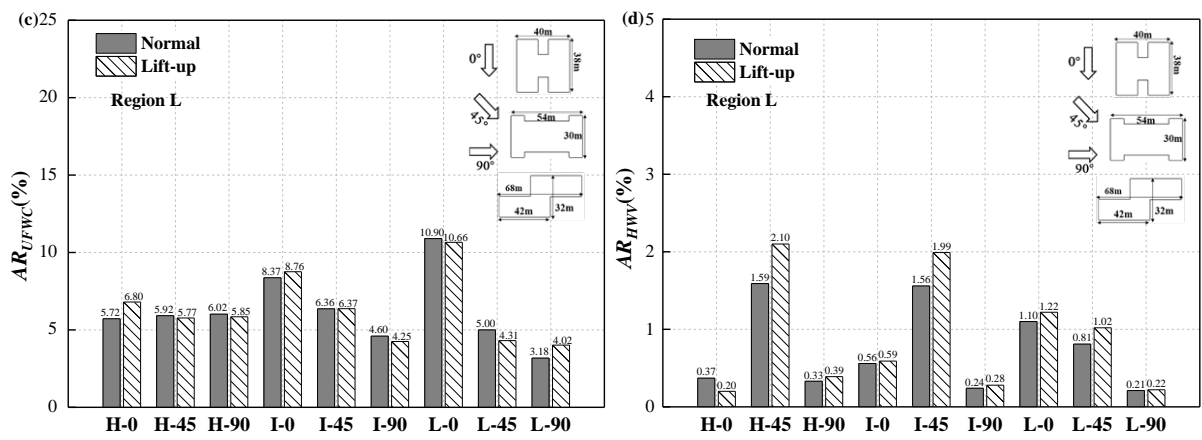 (c)
25
20
15
10
5
0
AR_UFWC(%)
Normal
Lift-up
Region L
0°
45°
90°
40m
38m
54m
30m
68m
42m
32m
5.72
6.80
5.92
5.77
6.02
5.85
8.37
8.76
6.36
6.37
4.60
4.25
10.90
10.66
5.00
4.31
3.18
4.02
H-0 H-45 H-90 I-0 I-45 I-90 L-0 L-45 L-90
(d)
5
4
3
2
1
0
AR_HWV(%)
Normal
Lift-up
Region L
0°
45°
90°
40m
38m
54m
30m
68m
42m
32m
0.37
0.20
1.59
2.10
0.33
0.39
0.56
0.59
1.56
1.99
0.24
0.28
1.10
1.22
0.81
1.02
0.21
0.22
H-0 H-45 H-90 I-0 I-45 I-90 L-0 L-45 L-90